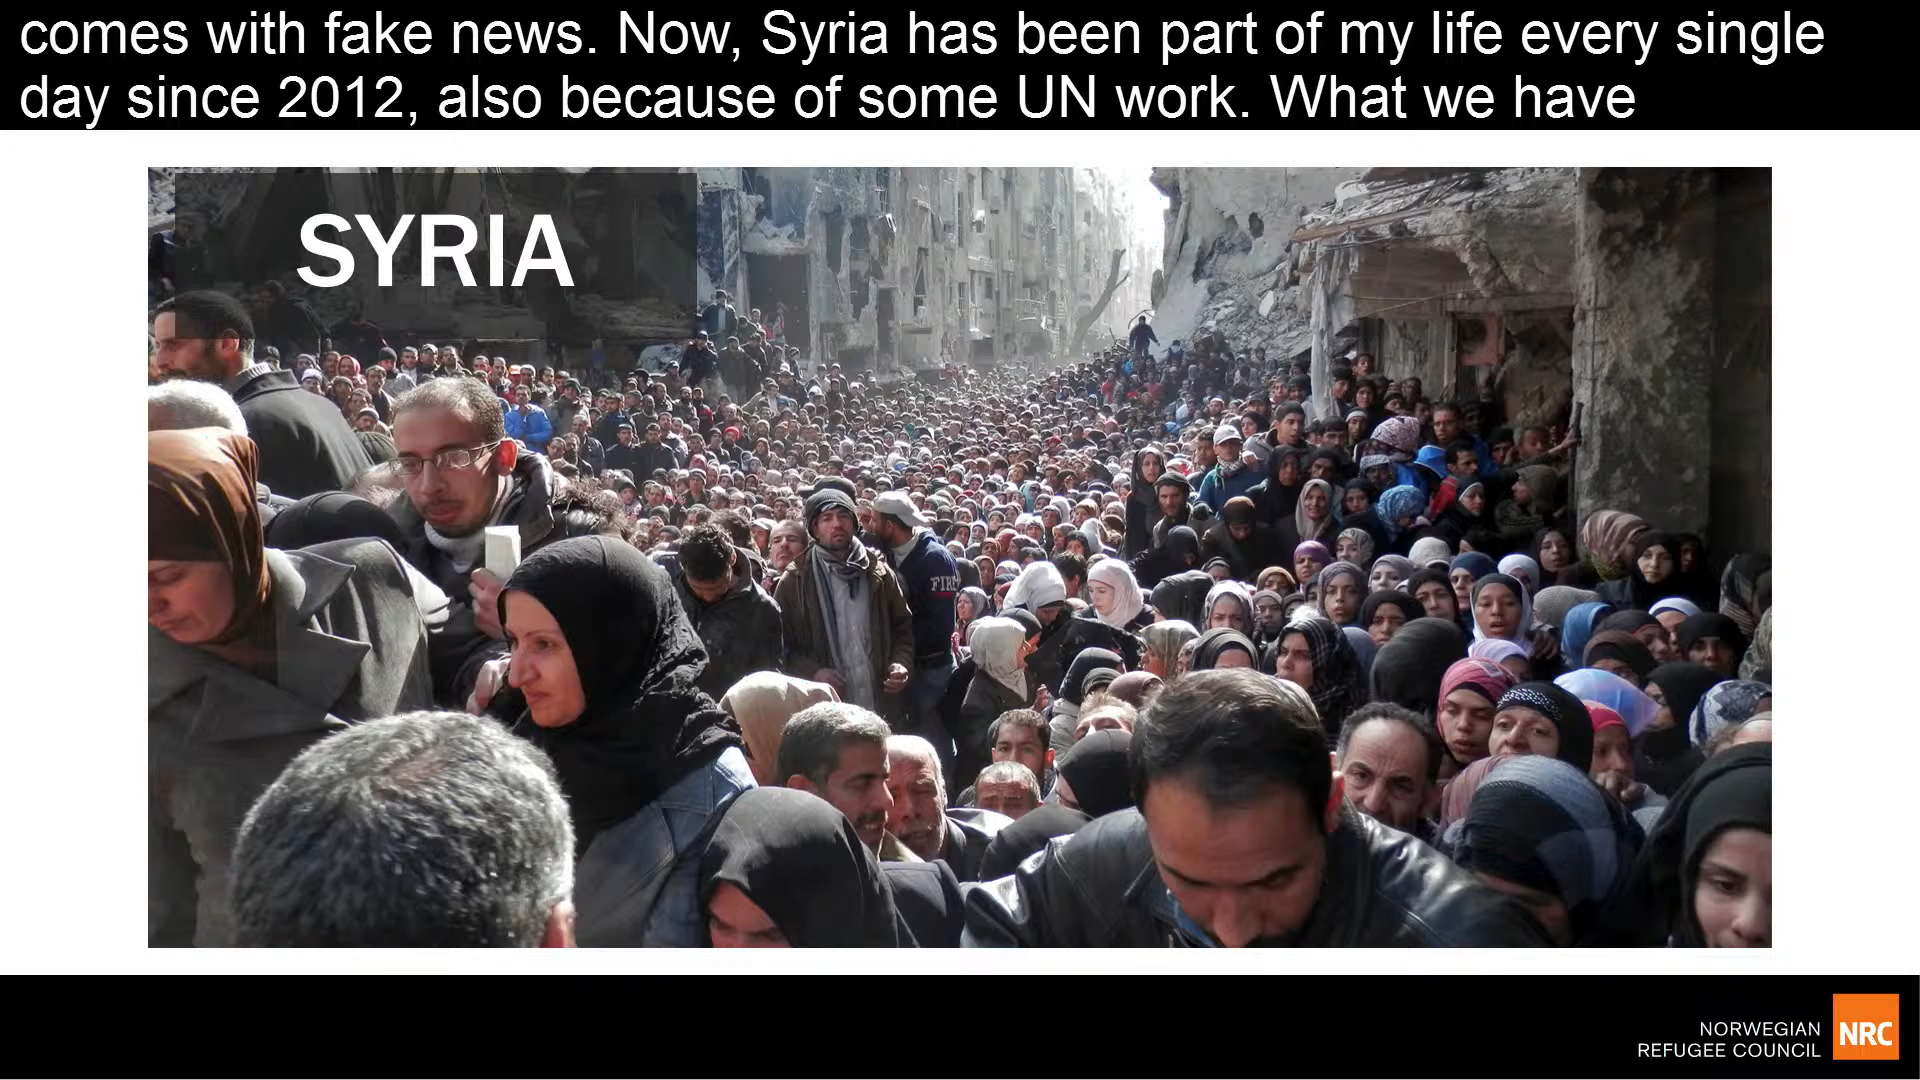 comes with fake news. Now, Syria has been part of my life every single
day since 2012, also because of some UN work. What we have
SYRIA
FIRE
NORWEGIAN
REFUGEE COUNCIL
NRC